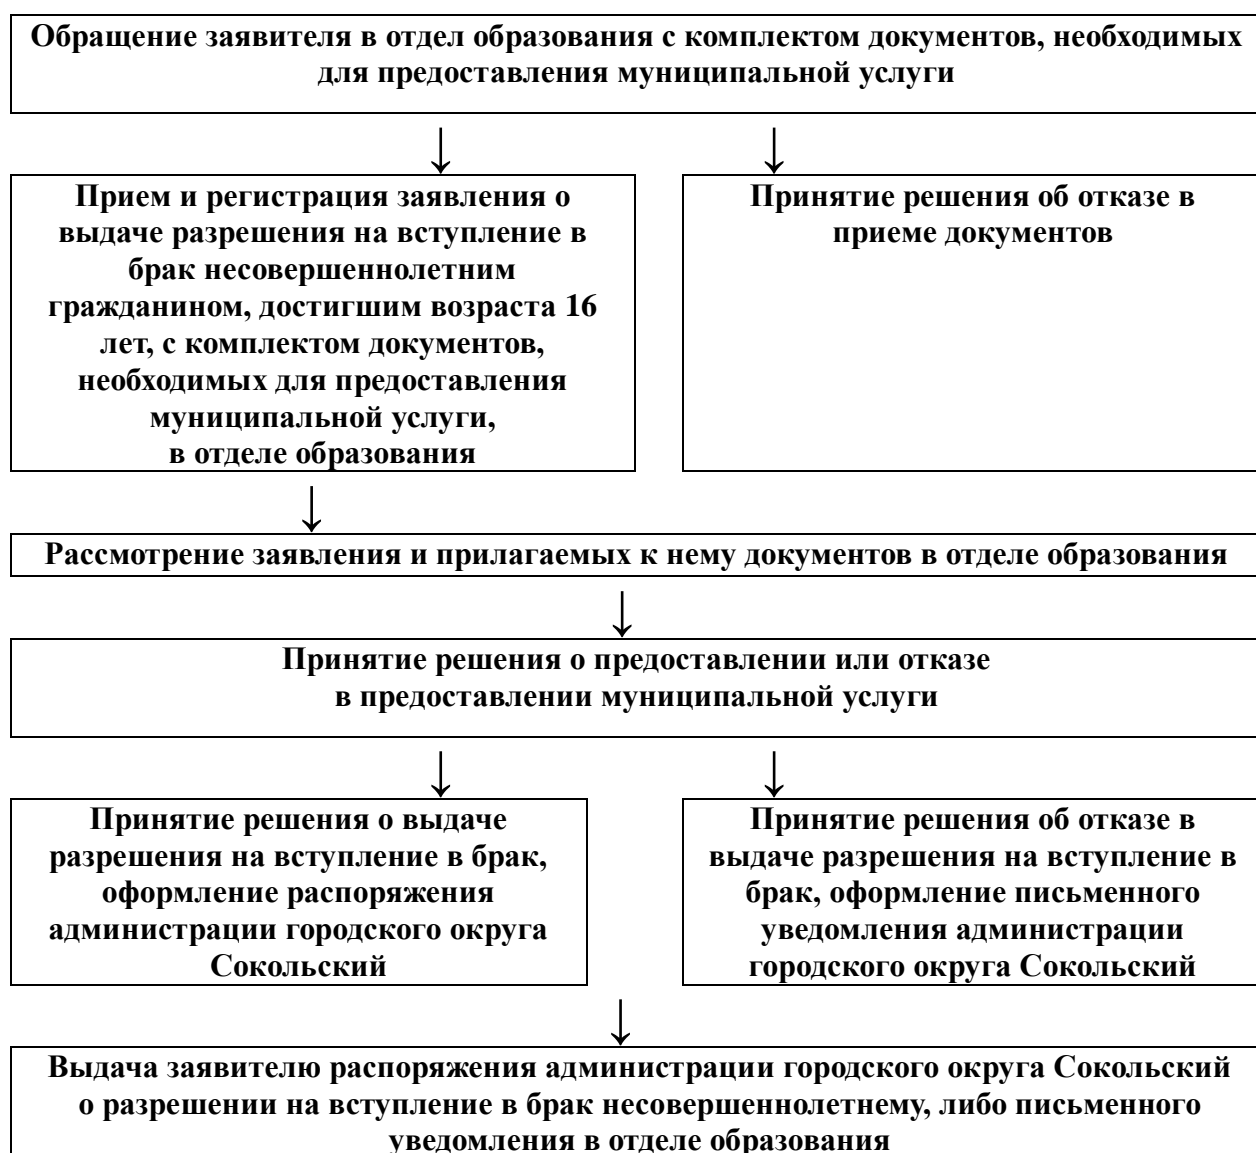 Обращение заявителя в отдел образования с комплектом документов, необходимых
для предоставления муниципальной услуги
Прием и регистрация заявления о
выдаче разрешения на вступление в
брак несовершеннолетним
гражданином, достигшим возраста 16
лет, с комплектом документов,
необходимых для предоставления
муниципальной услуги,
в отделе образования
Принятие решения об отказе в
приеме документов
Рассмотрение заявления и прилагаемых к нему документов в отделе образования
Принятие решения о предоставлении или отказе
в предоставлении муниципальной услуги
Принятие решения о выдаче
разрешения на вступление в брак,
оформление распоряжения
администрации городского округа
Сокольский
Принятие решения об отказе в
выдаче разрешения на вступление в
брак, оформление письменного
уведомления администрации
городского округа Сокольский
Выдача заявителю распоряжения администрации городского округа Сокольский
о разрешении на вступление в брак несовершеннолетнему, либо письменного
уведомления в отделе образования